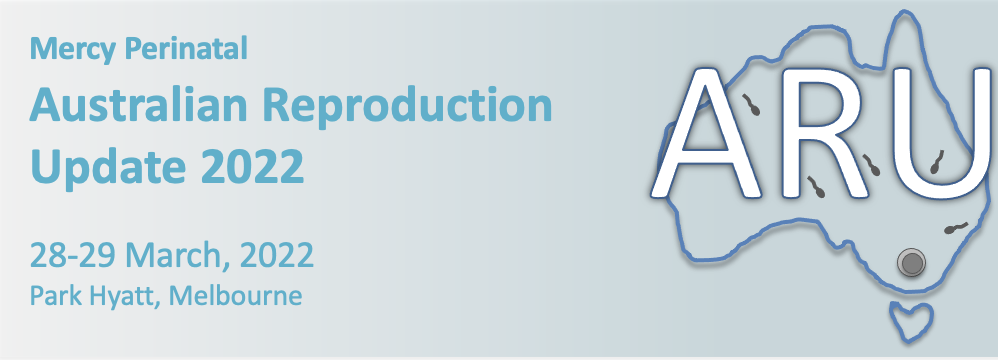 Mercy Perinatal
Australian Reproduction
Update 2022
28-29 March, 2022
Park Hyatt, Melbourne
ARU